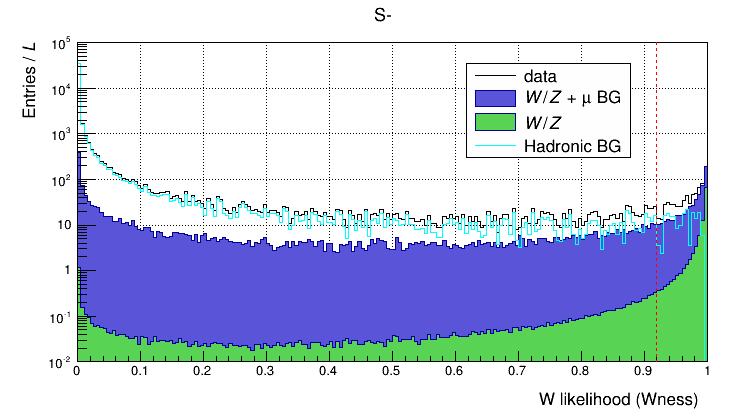 S-
Entries / L
10^5
10^4
10^3
10^2
10
1
10^-1
10^-2
data
W/Z + μ BG
W/Z
Hadronic BG
0 0.1 0.2 0.3 0.4 0.5 0.6 0.7 0.8 0.9 1
W likelihood (Wness)